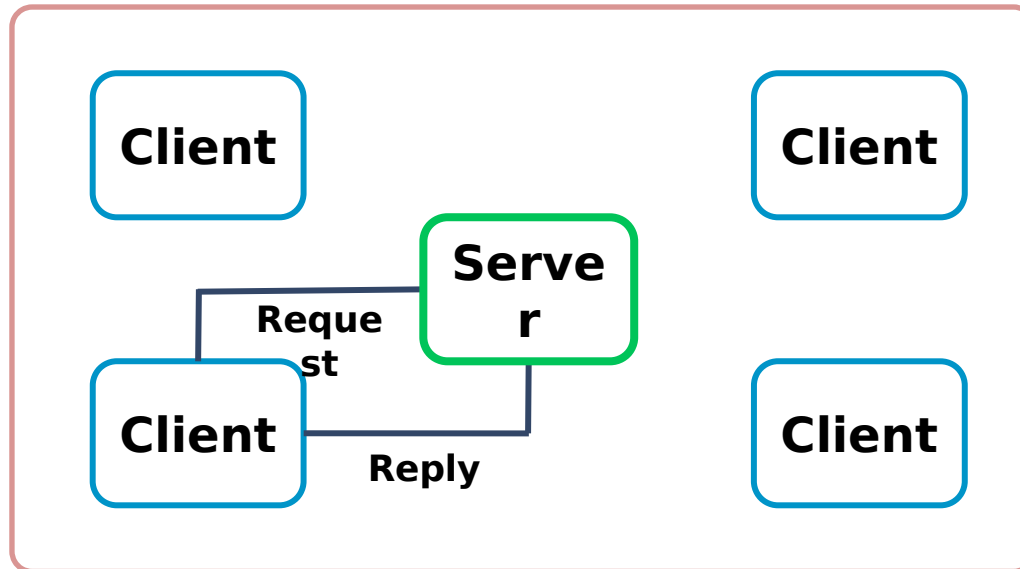 Client
Client
Serve
r
Reque
st
Client
Client
Reply